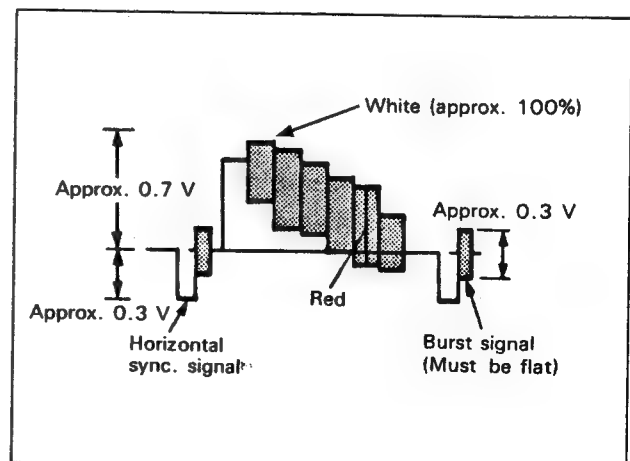 White (approx. 100%)
Approx. 0.7 V
Approx. 0.3 V
Red
Approx. 0.3 V
Horizontal
sync. signal
Burst signal
(Must be flat)